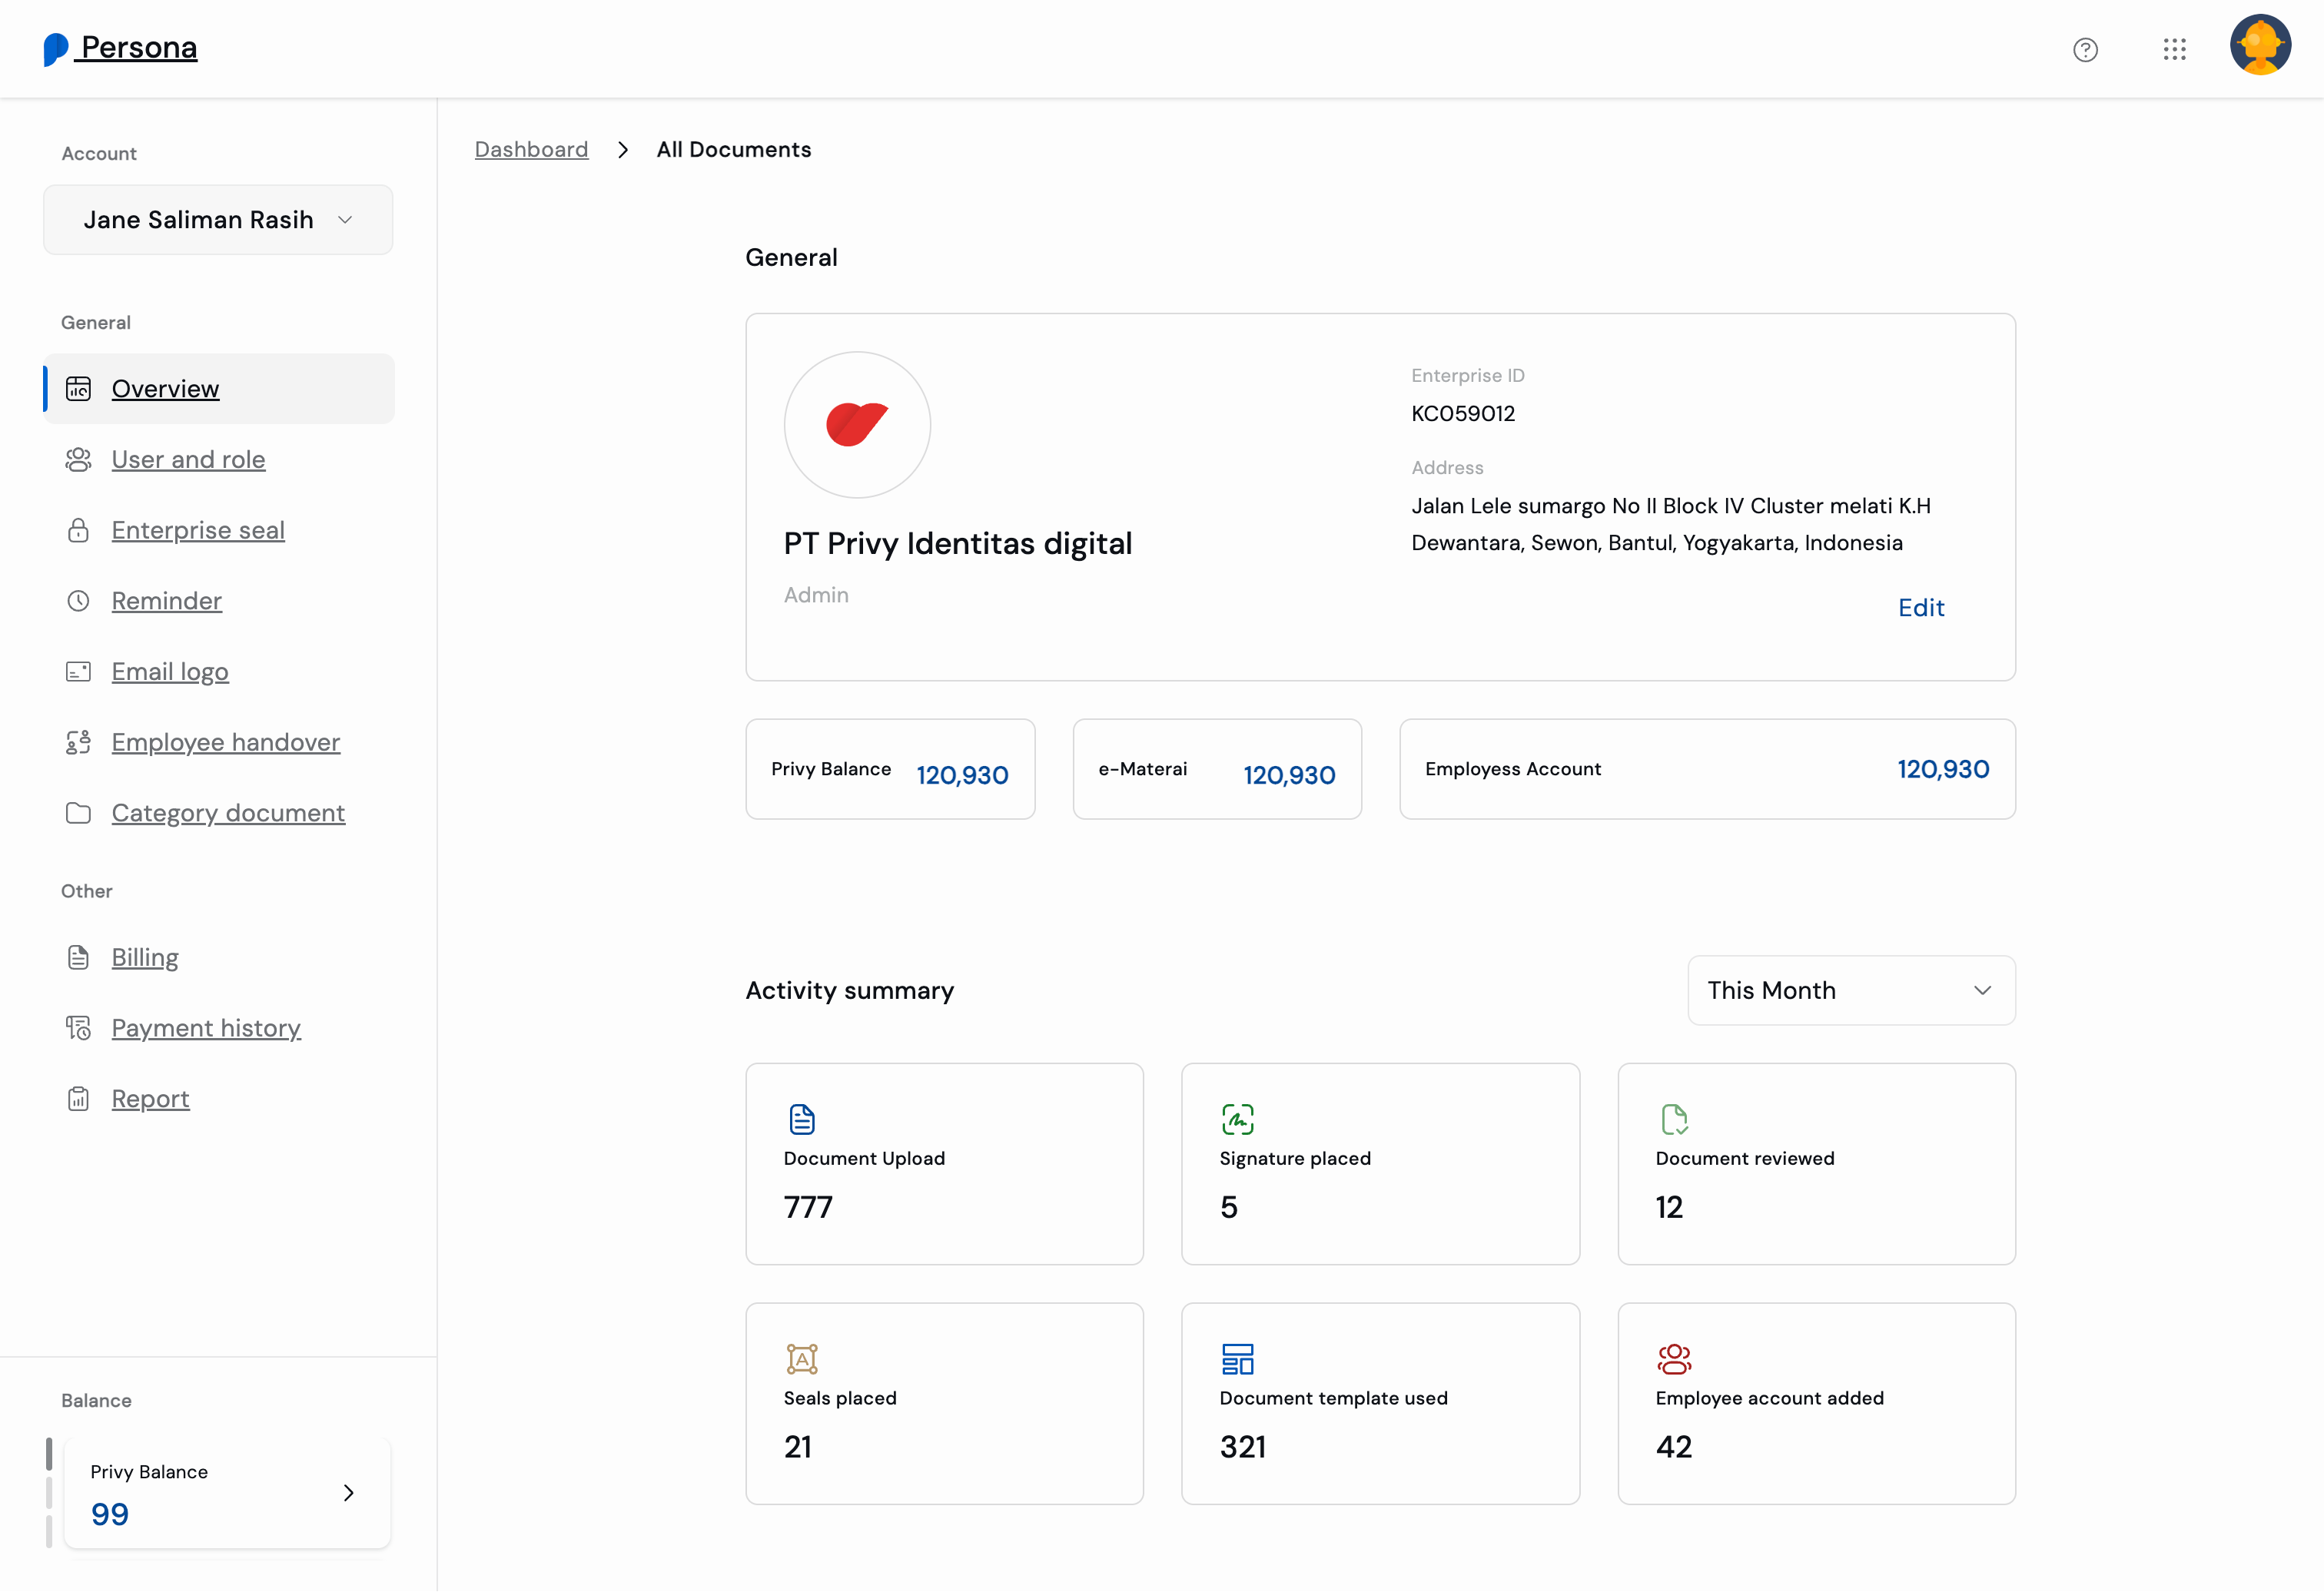 Persona
Account
Jane Saliman Rasih
General
Overview
User and role
Enterprise seal
Reminder
Email logo
Employee handover
Category document
Other
Billing
Payment history
Report
Balance
Privy Balance
99
Dashboard
All Documents
General
PT Privy Identitas digital
Admin
Enterprise ID
KC059012
Address
Jalan Lele sumargo No II Block IV Cluster melati K.H
Dewantara, Sewon, Bantul, Yogyakarta, Indonesia
Edit
Privy Balance
120,930
e-Materai
120,930
Employess Account
120,930
Activity summary
This Month
Document Upload
777
Signature placed
5
Document reviewed
12
Seals placed
21
Document template used
321
Employee account added
42